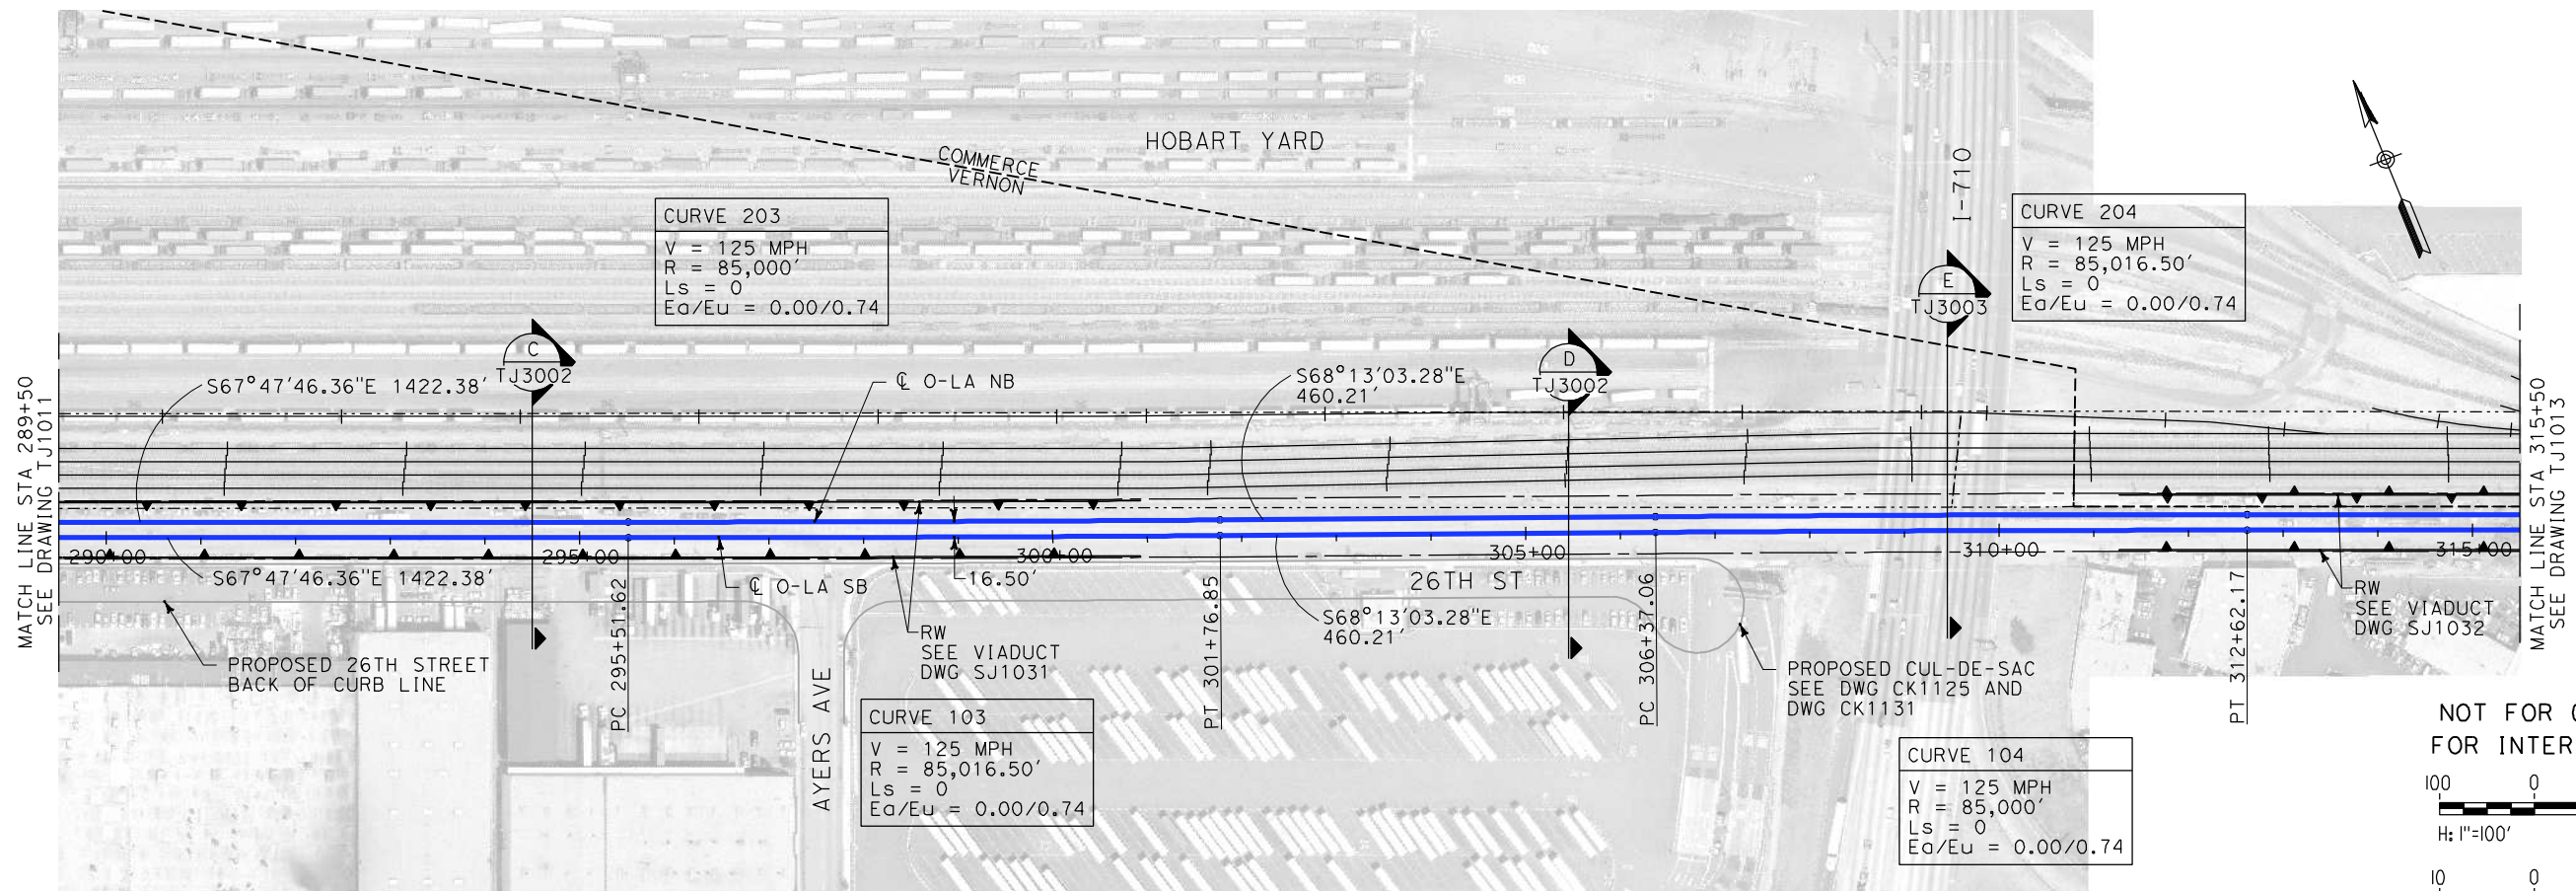 HOBART YARD
COMMERCE
VERNON
I-710
CURVE 203
V = 125 MPH
R = 85,000'
Ls = 0
Ea/Eu = 0.00/0.74
CURVE 204
V = 125 MPH
R = 85,016.50'
Ls = 0
Ea/Eu = 0.00/0.74
C
TJ3002
D
TJ3002
E
TJ3003
MATCH LINE STA 289+50
SEE DRAWING TJ1011
S67°47'46.36"E 1422.38'
℄ O-LA NB
S68°13'03.28"E
460.21'
MATCH LINE STA 315+50
SEE DRAWING TJ1013
290+00
295+00
300+00
305+00
310+00
315+00
S67°47'46.36"E 1422.38'
℄ O-LA SB
16.50'
26TH ST
S68°13'03.28"E
460.21'
PC 295+51.62
PT 301+76.85
PC 306+37.06
PT 312+62.17
RW
SEE VIADUCT
DWG SJ1031
RW
SEE VIADUCT
DWG SJ1032
PROPOSED 26TH STREET
BACK OF CURB LINE
AYERS AVE
PROPOSED CUL-DE-SAC
SEE DWG CK1125 AND
DWG CK1131
CURVE 103
V = 125 MPH
R = 85,016.50'
Ls = 0
Ea/Eu = 0.00/0.74
CURVE 104
V = 125 MPH
R = 85,000'
Ls = 0
Ea/Eu = 0.00/0.74
NOT FOR
FOR INTER
100 0
H: 1"=100'
10 0